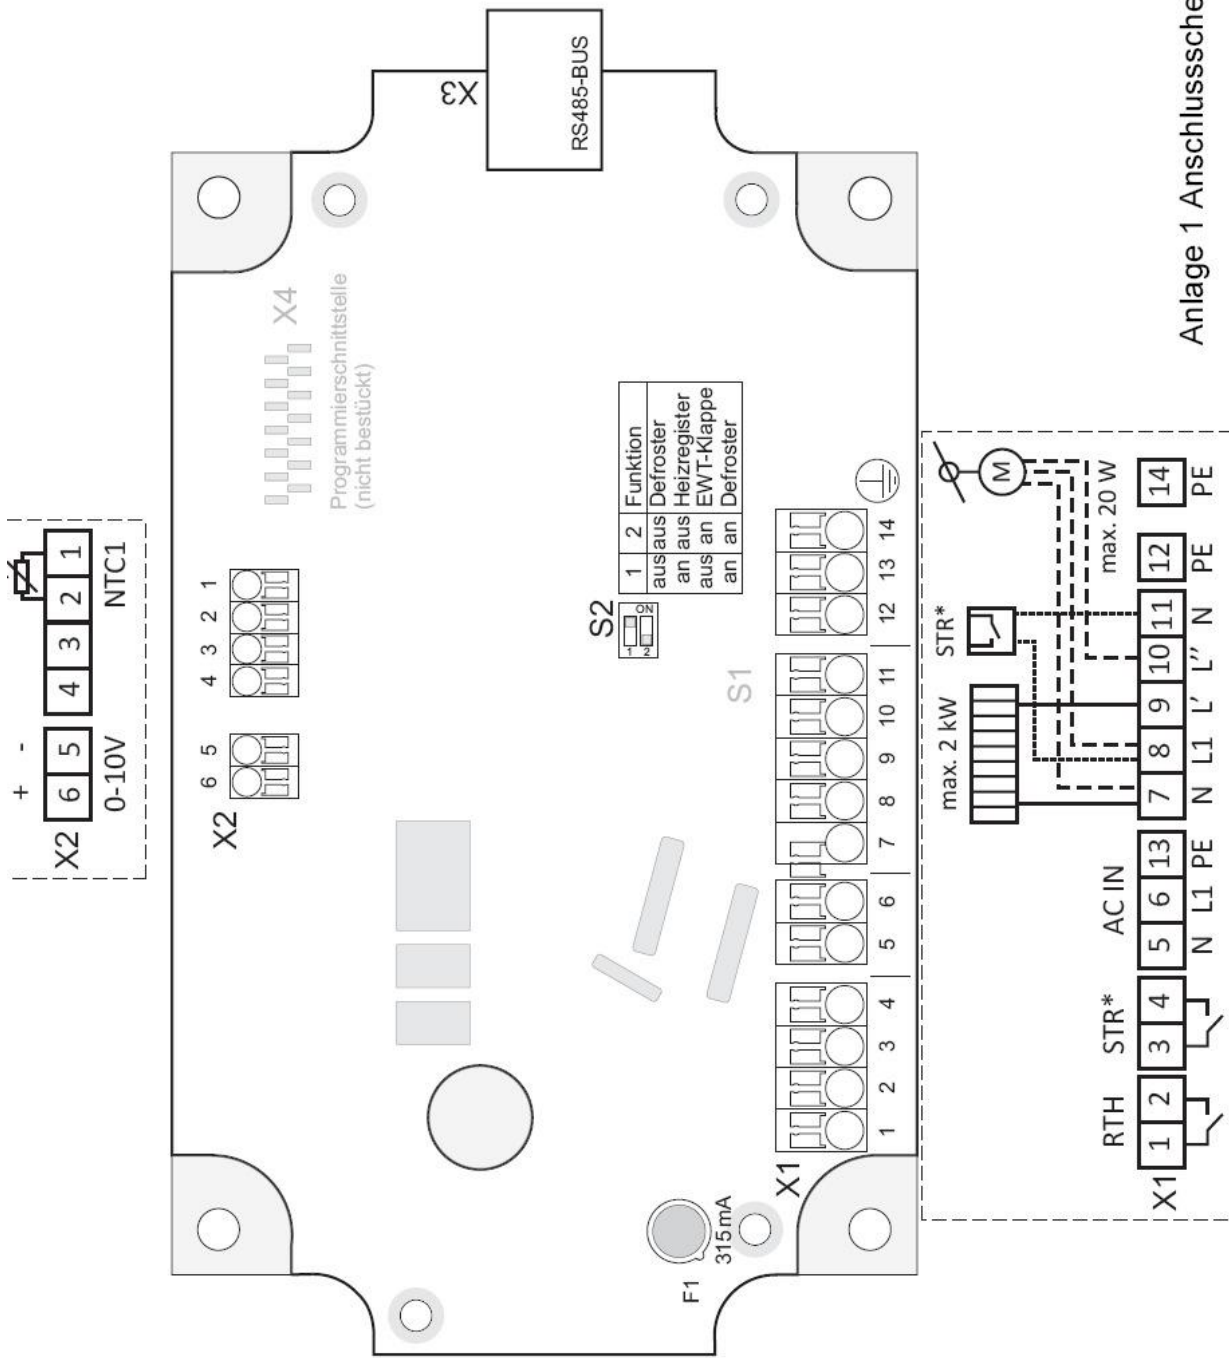 X2
+ -
6 5 4 3 2 1
0-10V
NTC1
X2
6 5
4 3 2 1
X4
Programmierschnittstelle
(nicht bestückt)
X3
RS485-BUS
S2
ON
1
2
1 2 Funktion
aus aus Defroster
an aus Heizregister
aus an EWT-Klappe
an an Defroster
S1
F1
315mA
X1
1 2 3 4 5 6 7 8 9 10 11 12 13 14
RTH
STR*
AC IN
max. 2 kW
STR*
M
max. 20 W
X1
1 2 3 4 5 6 13 7 8 9 10 11 12 14
N L1 PE N L1 L' L'' N PE PE
Anlage 1